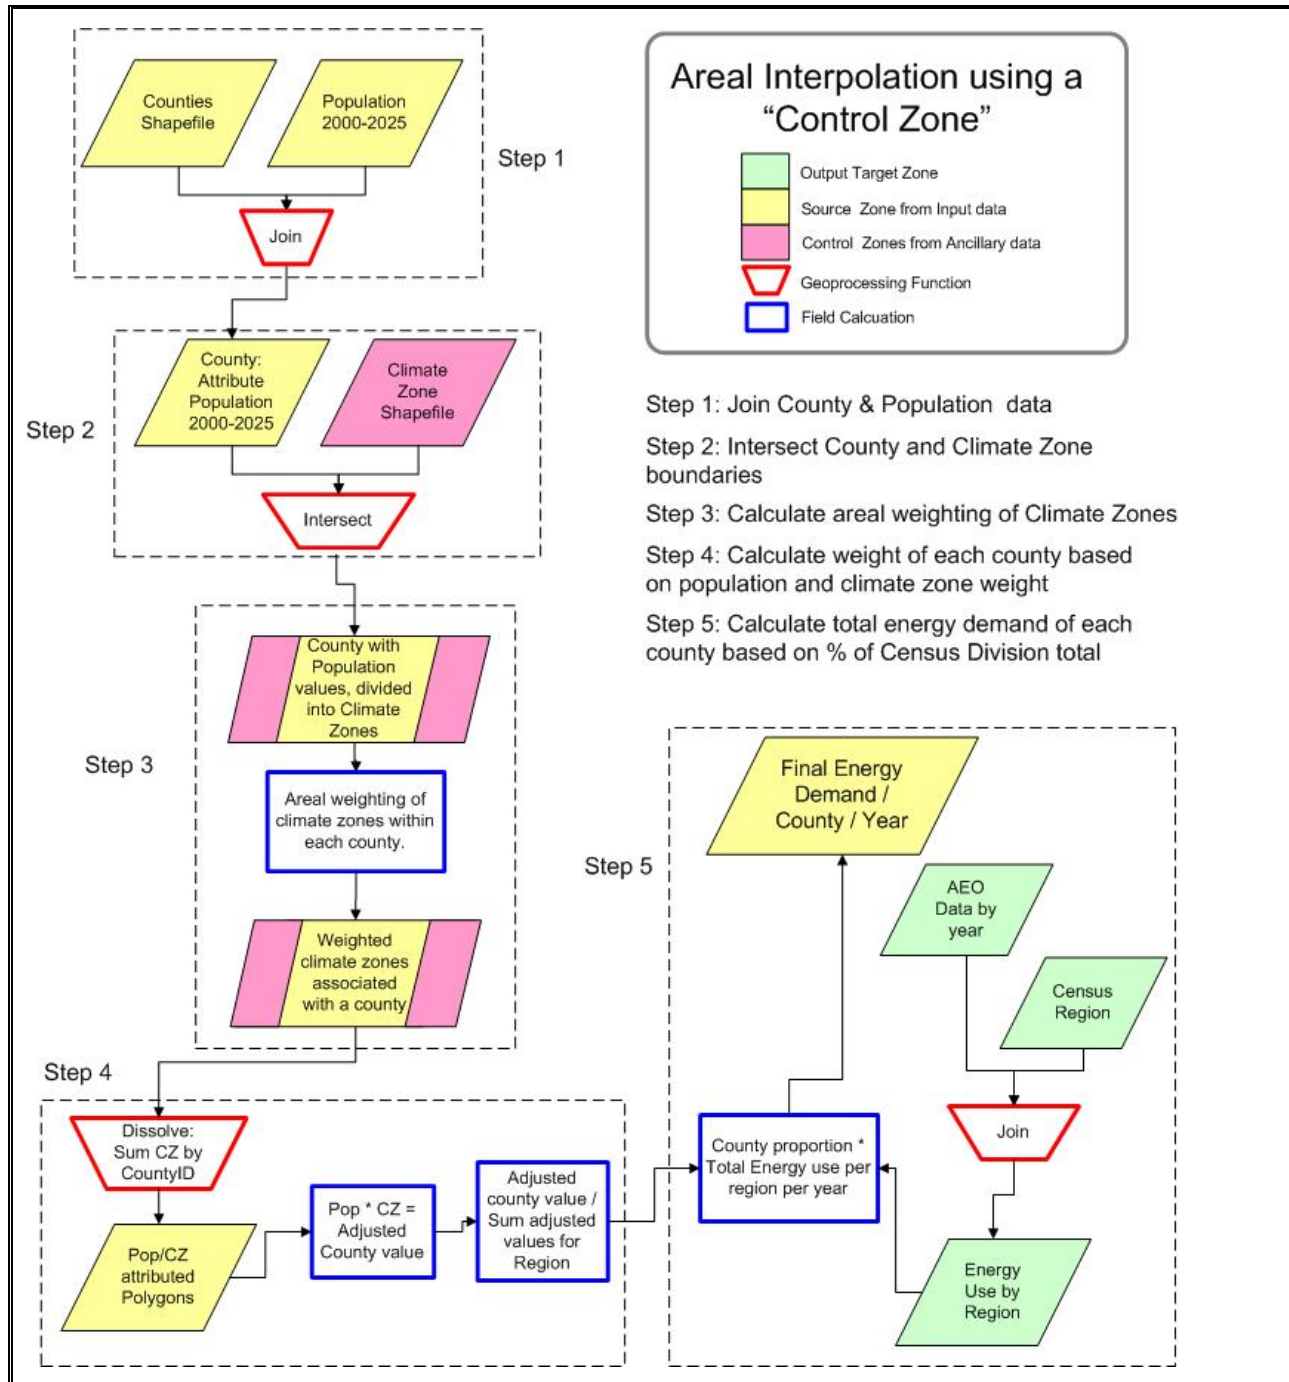 Counties
Shapefile
Population
2000-2025
Step 1
Join
Areal Interpolation using a
“Control Zone”
Output Target Zone
Source Zone from Input data
Control Zones from Ancillary data
Geoprocessing Function
Field Calcuation
County:
Attribute
Population
2000-2025
Climate
Zone
Shapefile
Step 2
Intersect
Step 1: Join County & Population data
Step 2: Intersect County and Climate Zone
boundaries
Step 3: Calculate areal weighting of Climate Zones
Step 4: Calculate weight of each county based
on population and climate zone weight
Step 5: Calculate total energy demand of each
county based on % of Census Division total
County with
Population
values, divided
into Climate
Zones
Step 3
Areal weighting of
climate zones within
each county.
Weighted
climate zones
associated
with a county
Step 4
Dissolve:
Sum CZ by
CountyID
Pop/CZ
attributed
Polygons
Pop * CZ =
Adjusted
County value
Adjusted
county value /
Sum adjusted
values for
Region
Step 5
Final Energy
Demand /
County / Year
AEO
Data by
year
Census
Region
Join
County proportion *
Total Energy use per
region per year
Energy
Use by
Region